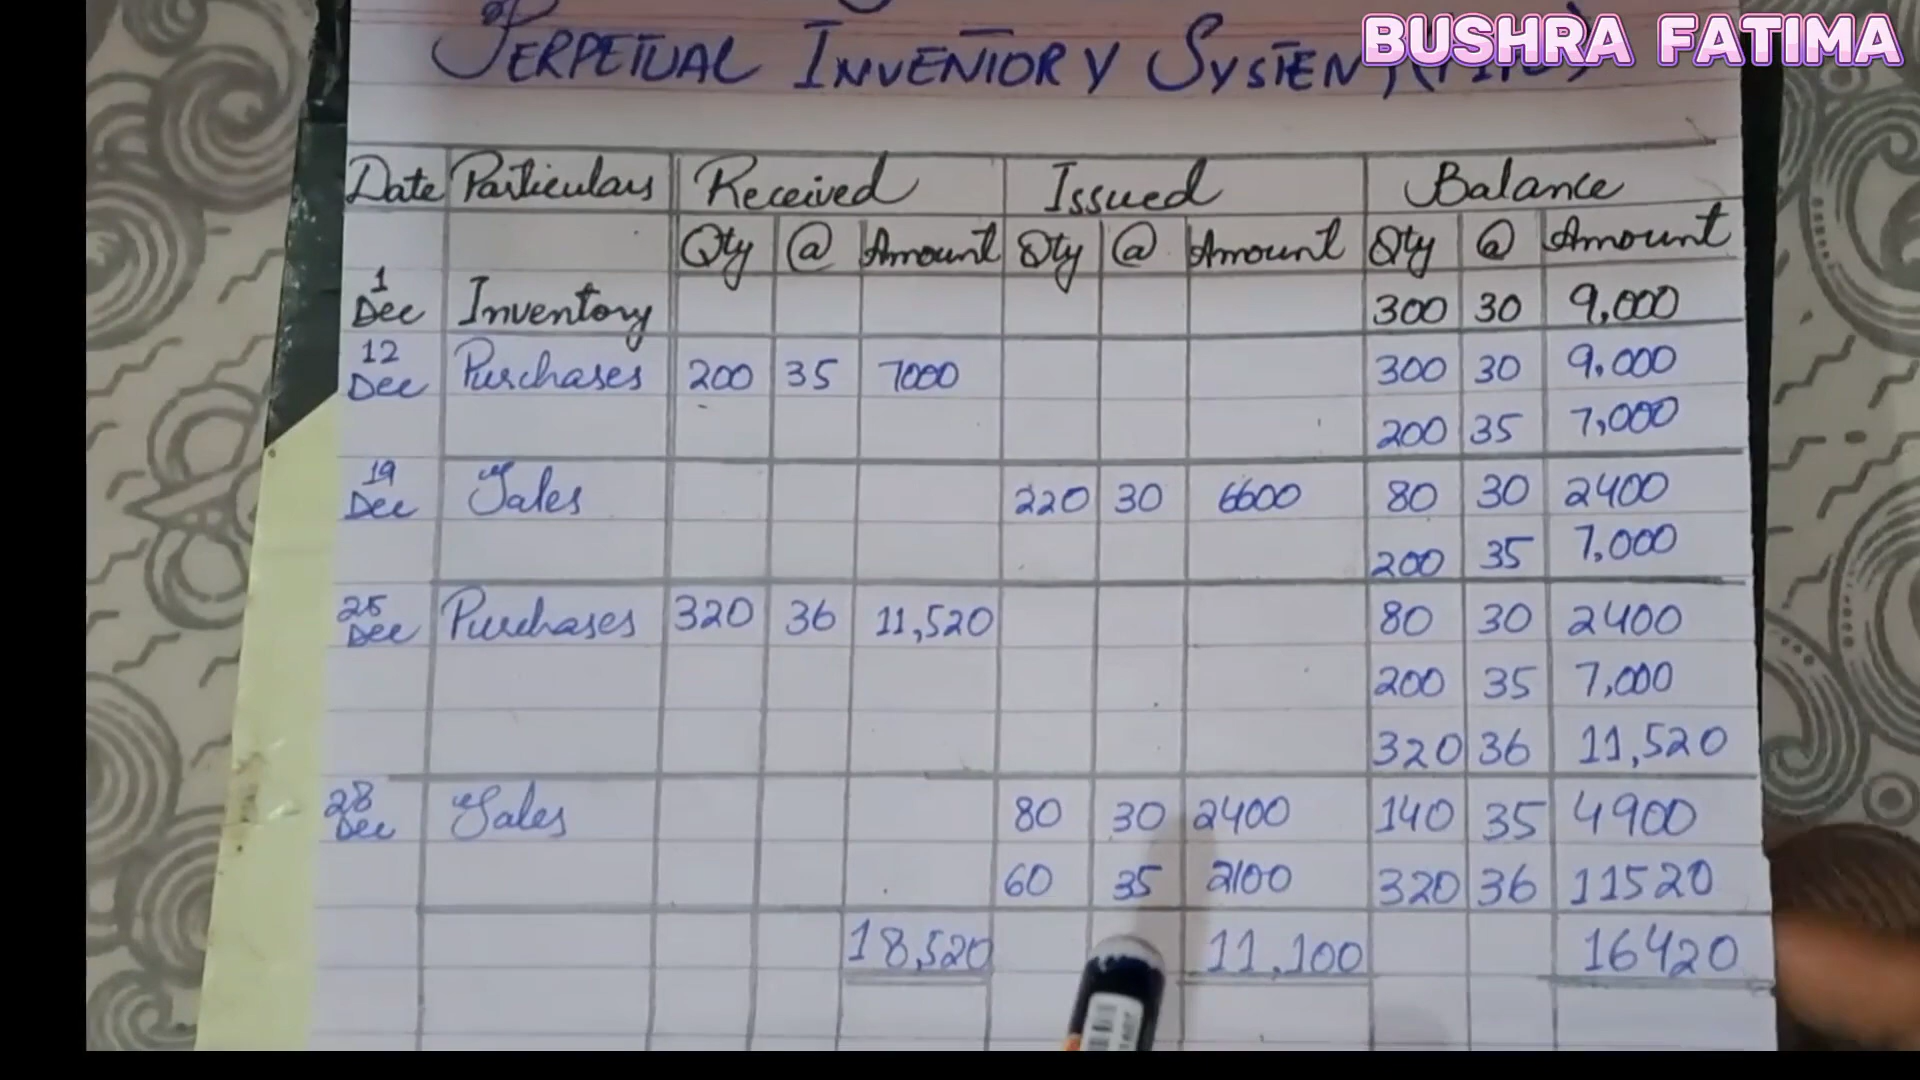 BUSHRA FATIMA
PERPETUAL INVENTORY SYSTEM
Date Particulars Received Issued Balance
Qty @ Amount Qty @ Amount Qty @ Amount
1 Dec Inventory 300 30 9,000
12 Dec Purchases 200 35 7000 300 30 9,000
200 35 7,000
19 Dec Sales 220 30 6600 80 30 2400
200 35 7,000
25 Dec Purchases 320 36 11,520 80 30 2400
200 35 7,000
320 36 11,520
28 Dec Sales 80 30 2400 140 35 4900
60 35 2100 320 36 11520
18,520 11,100 16420